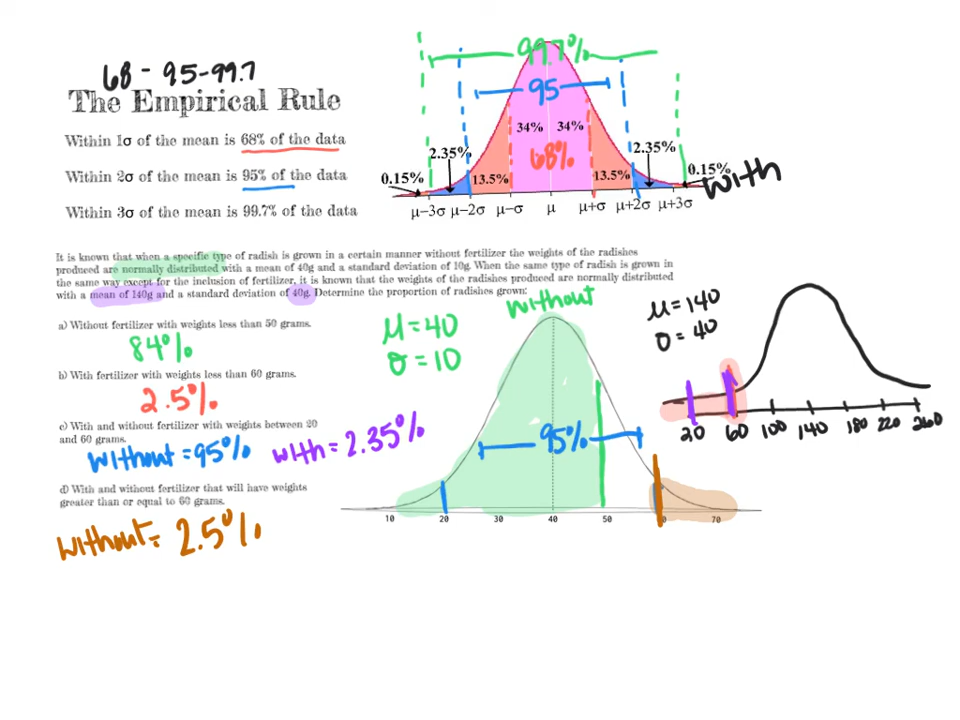 68 - 95-99.7
The Empirical Rule
Within 1σ of the mean is 68% of the data
Within 2σ of the mean is 95% of the data
Within 3σ of the mean is 99.7% of the data
99.7%
95
34% 34%
68%
2.35% 2.35%
0.15% 13.5% 13.5% 0.15%
μ−3σ μ−2σ μ−σ μ μ+σ μ+2σ μ+3σ
with
It is known that when a specific type of radish is grown in a certain manner without fertilizer the weights of the radishes
produced are normally distributed with a mean of 40g and a standard deviation of 10g. When the same type of radish is grown in
the same way except for the inclusion of fertilizer, it is known that the weights of the radishes produced are normally distributed
with a mean of 140g and a standard deviation of 40g. Determine the proportion of radishes grown:
a) Without fertilizer with weights less than 50 grams.
84%
b) With fertilizer with weights less than 60 grams.
2.5%
c) With and without fertilizer with weights between 20
and 60 grams.
without = 95% with = 2.35%
d) With and without fertilizer that will have weights
greater than or equal to 60 grams.
without = 2.5%
without
μ = 40
σ = 10
95%
10 20 30 40 50 70
μ = 140
σ = 40
20 60 100 140 180 220 260